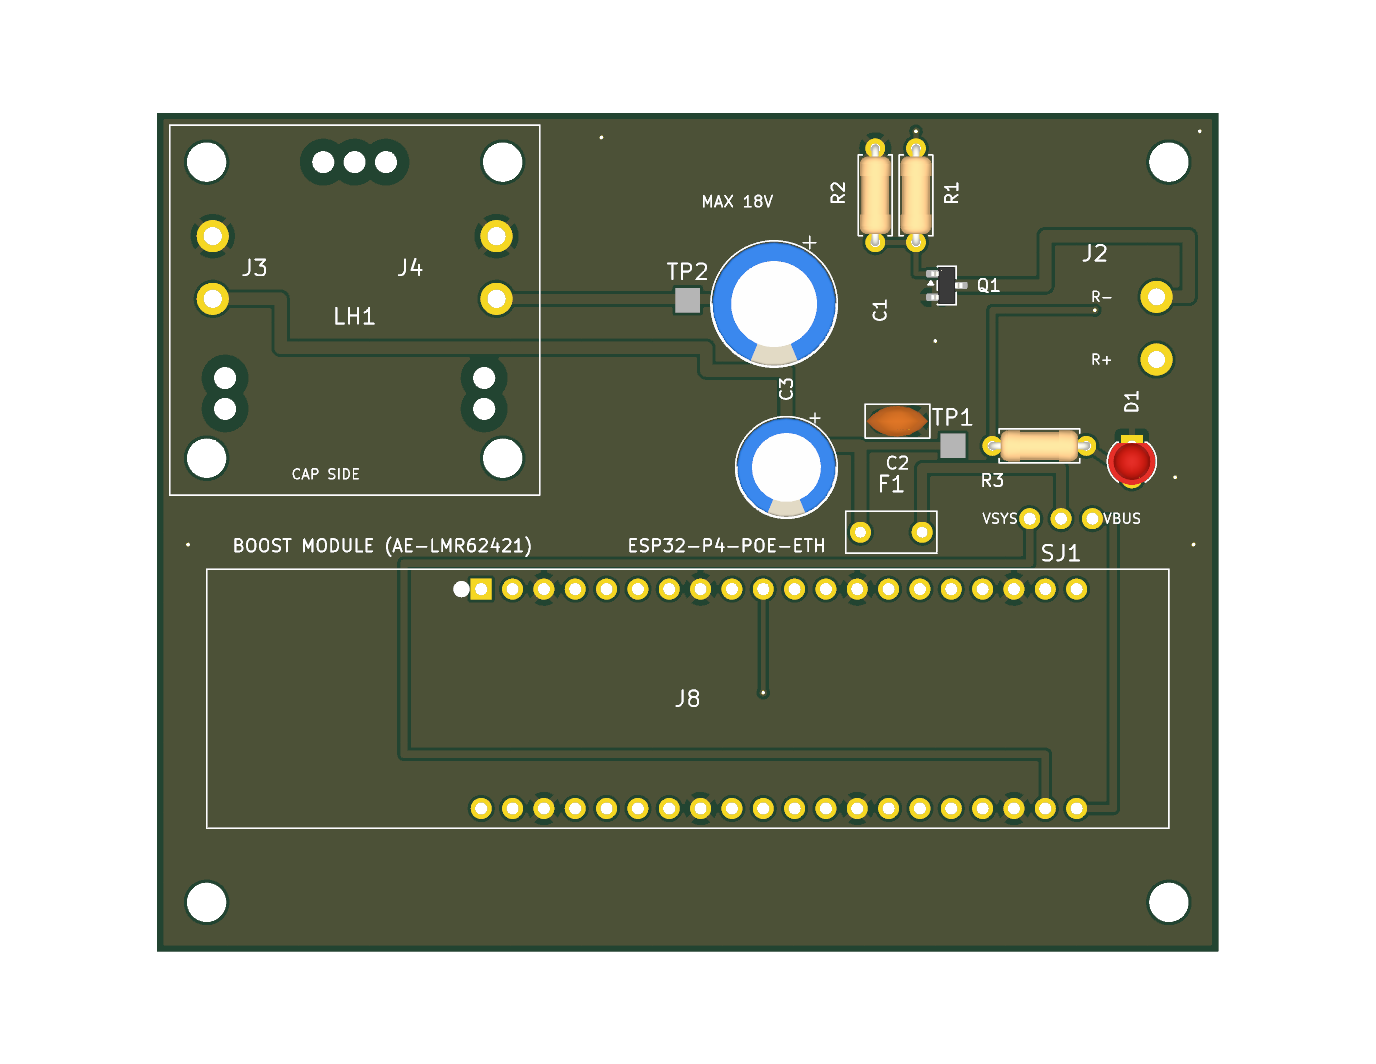 R2
R1
MAX 18V
+
J3
J4
TP2
J2
Q1
R-
C1
LH1
R+
C3
D1
+
TP1
CAP SIDE
C2
F1
R3
VSYS
VBUS
BOOST MODULE (AE-LMR62421)
ESP32-P4-POE-ETH
SJ1
J8